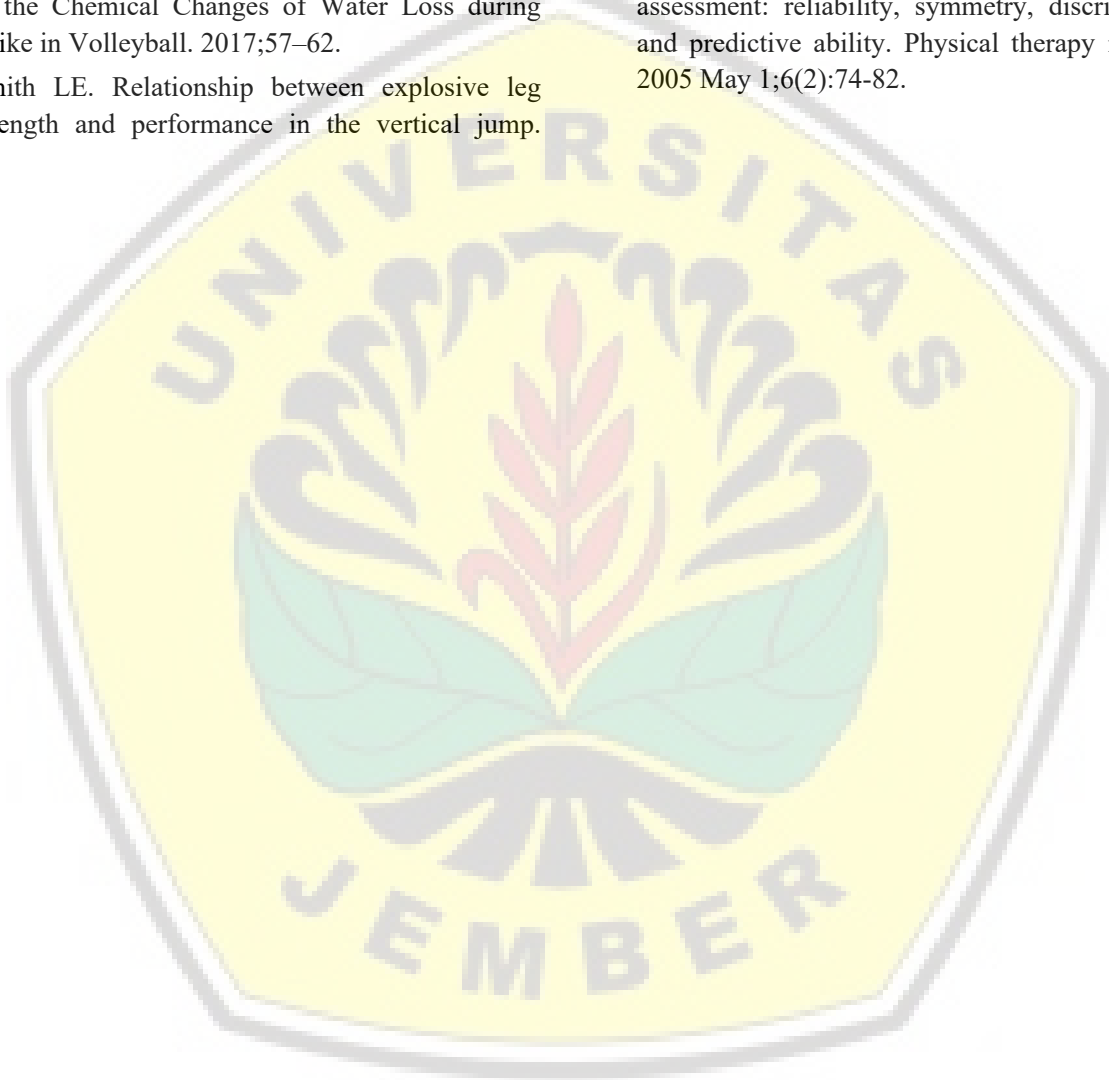 the Chemical Changes of Water Loss during
ike in Volleyball. 2017;57–62.
ith LE. Relationship between explosive leg
ength and performance in the vertical jump.
assessment: reliability, symmetry, discri
and predictive ability. Physical therapy
2005 May 1;6(2):74-82.
UNIVERSITAS
JEMBER